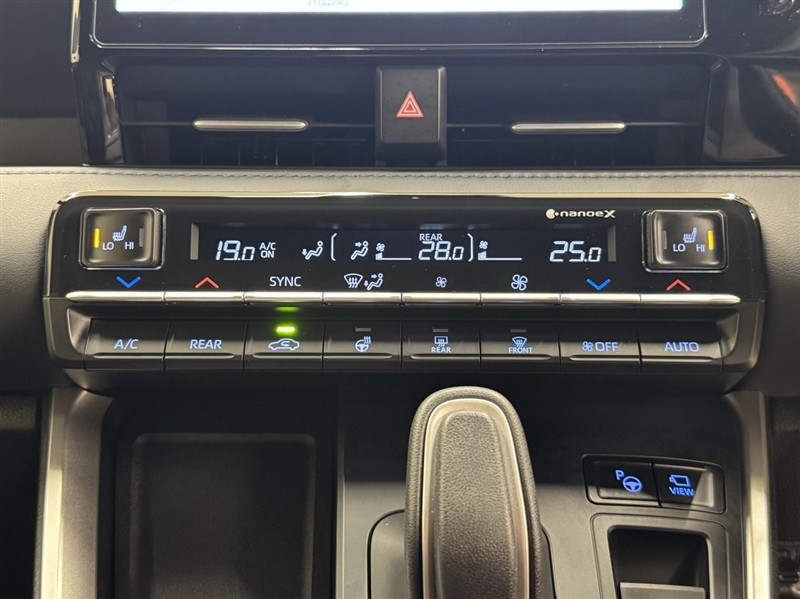 nanoeX
LO HI
19.0 A/C ON
REAR
28.0
25.0
LO HI
SYNC
A/C
REAR
REAR
FRONT
OFF
AUTO
P
VIEW